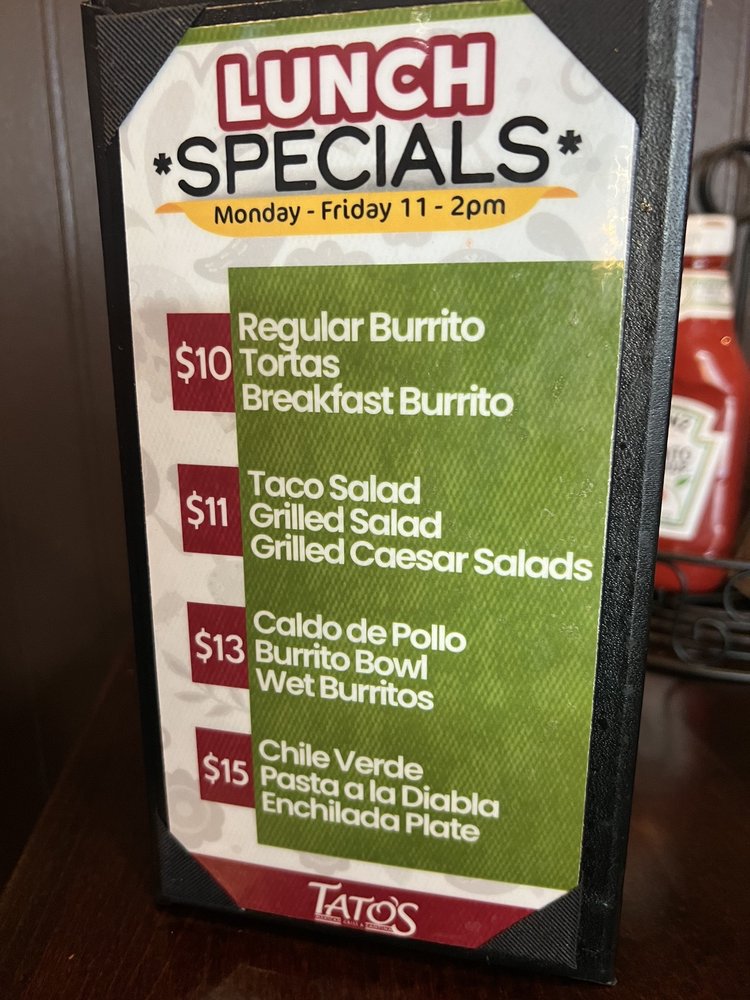 LUNCH
*SPECIALS*
Monday - Friday 11 - 2pm
$10
Regular Burrito
Tortas
Breakfast Burrito
$11
Taco Salad
Grilled Salad
Grilled Caesar Salads
$13
Caldo de Pollo
Burrito Bowl
Wet Burritos
$15
Chile Verde
Pasta a la Diabla
Enchilada Plate
TATO'S